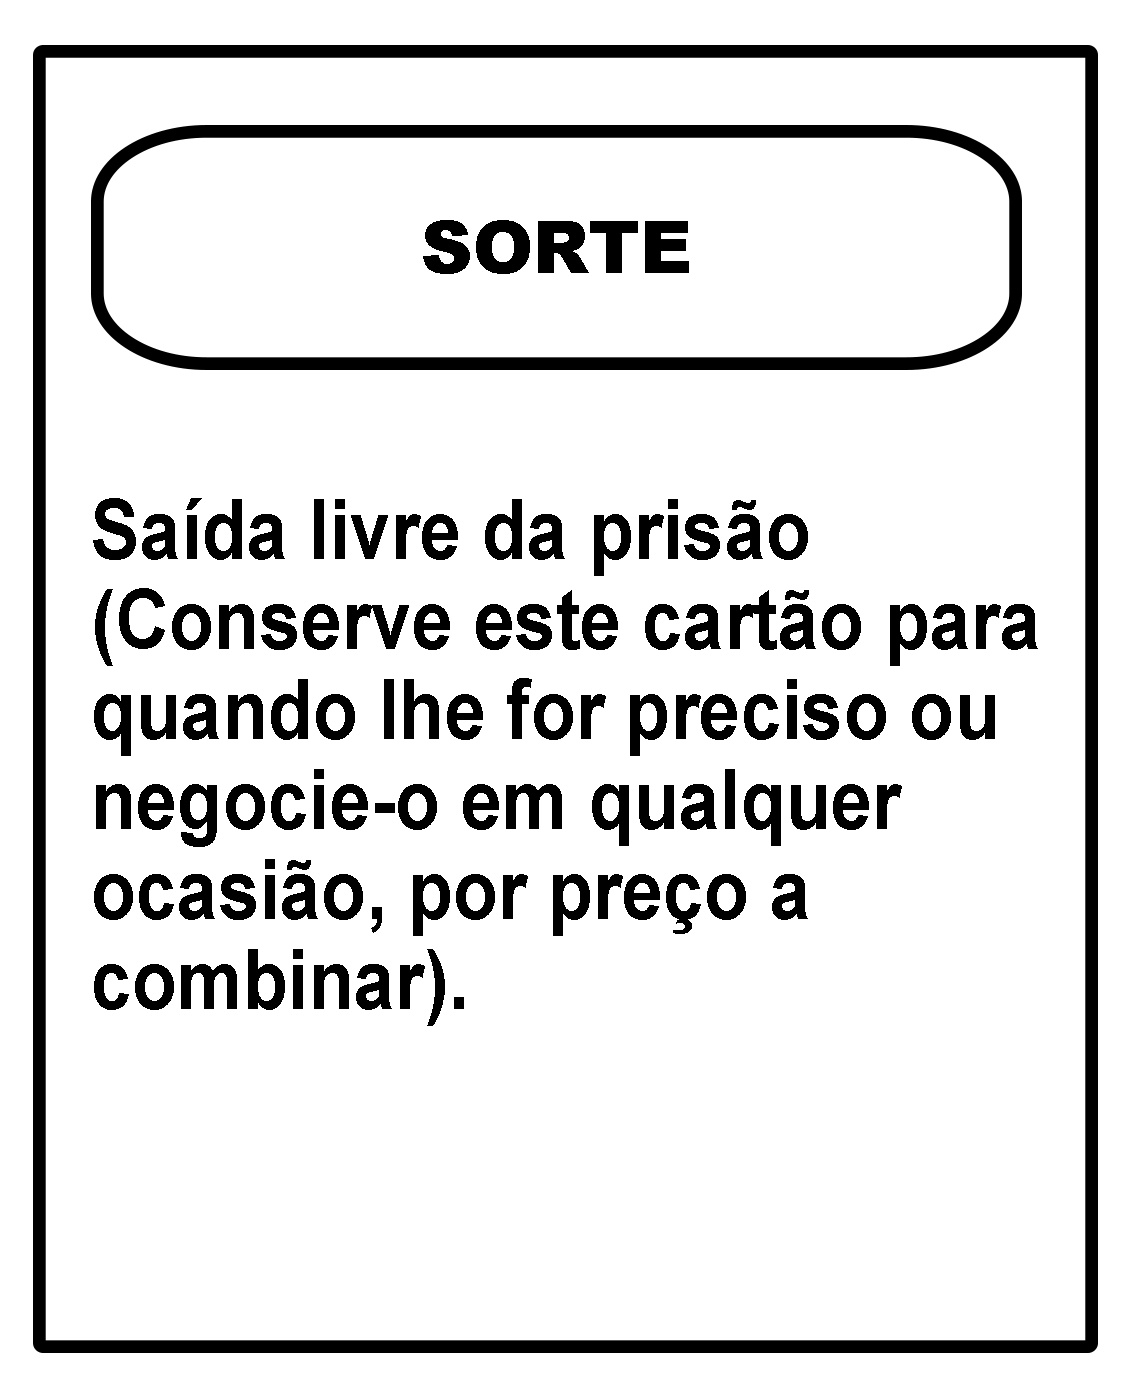 SORTE
Saída livre da prisão
(Conserve este cartão para
quando lhe for preciso ou
negocie-o em qualquer
ocasião, por preço a
combinar).